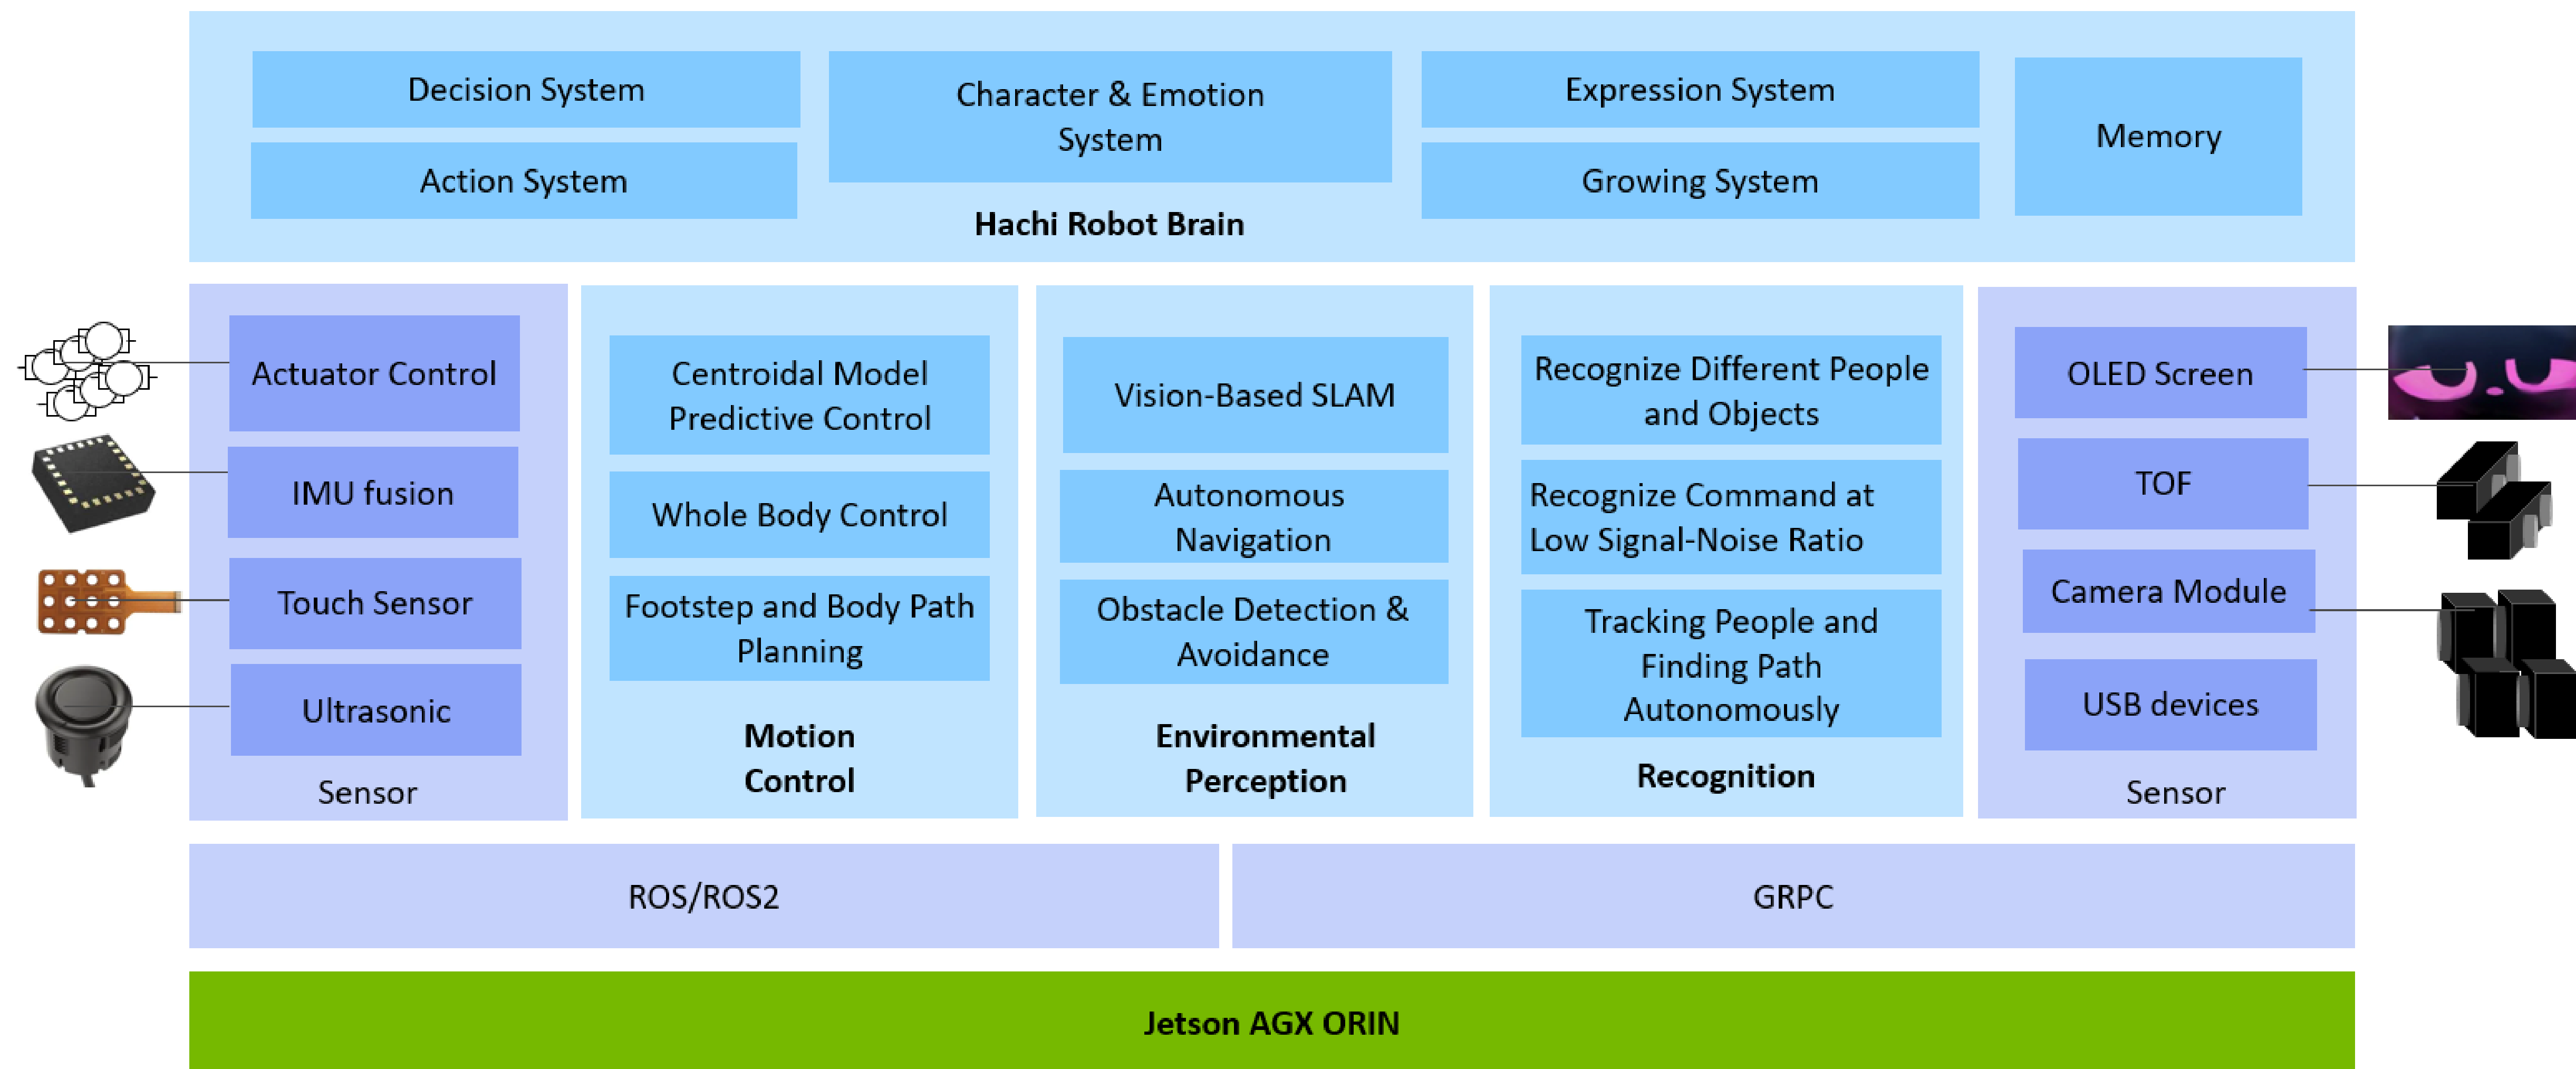 Decision System
Action System
Character & Emotion
System
Expression System
Growing System
Memory
Hachi Robot Brain
Actuator Control
IMU fusion
Touch Sensor
Ultrasonic
Sensor
Centroidal Model
Predictive Control
Whole Body Control
Footstep and Body Path
Planning
Motion
Control
Vision-Based SLAM
Autonomous
Navigation
Obstacle Detection &
Avoidance
Environmental
Perception
Recognize Different People
and Objects
Recognize Command at
Low Signal-Noise Ratio
Tracking People and
Finding Path
Autonomously
Recognition
OLED Screen
TOF
Camera Module
USB devices
Sensor
ROS/ROS2
GRPC
Jetson AGX ORIN